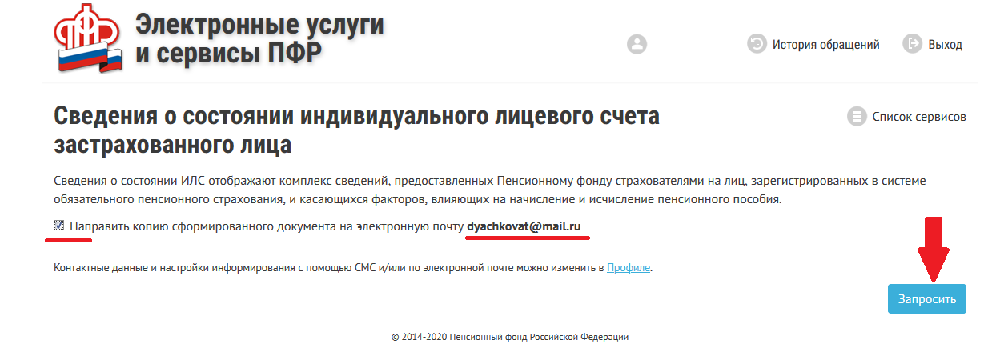 Электронные услуги
и сервисы ПФР
История обращений
Выход
Сведения о состоянии индивидуального лицевого счета
застрахованного лица
Список сервисов
Сведения о состоянии ИЛС отображают комплекс сведений, предоставленных Пенсионному фонду страхователями на лиц, зарегистрированных в системе
обязательного пенсионного страхования, и касающихся факторов, влияющих на начисление и исчисление пенсионного пособия.
Направить копию сформированного документа на электронную почту dyachkovat@mail.ru
Контактные данные и настройки информирования с помощью СМС и/или по электронной почте можно изменить в Профиле.
Запросить
© 2014-2020 Пенсионный фонд Российской Федерации